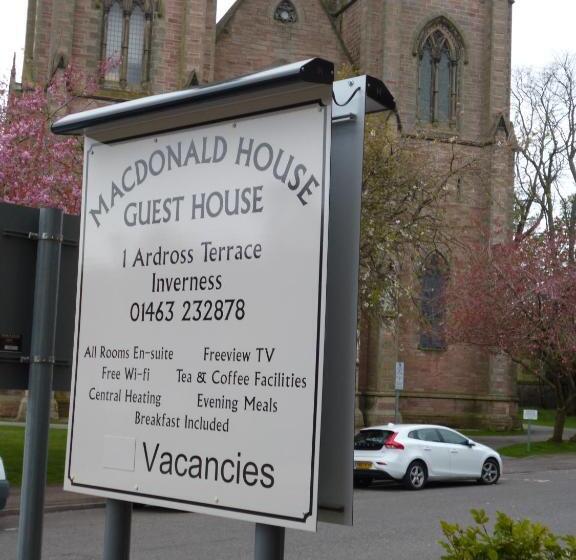 MACDONALD HOUSE
GUEST HOUSE
1 Ardross Terrace
Inverness
01463 232878
All Rooms En-suite Freeview TV
Free Wi-fi Tea & Coffee Facilities
Central Heating Evening Meals
Breakfast Included
Vacancies